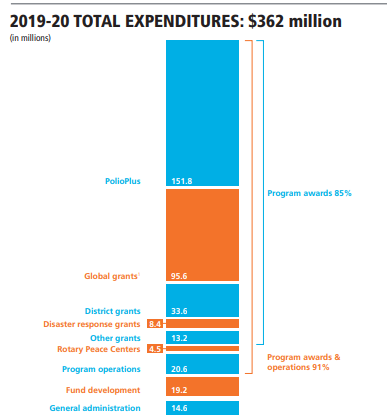 2019-20 TOTAL EXPENDITURES: $362 million
(in millions)
PolioPlus 151.8
Program awards 85%
Global grants¹ 95.6
District grants 33.6
Disaster response grants 8.4
Other grants 13.2
Rotary Peace Centers 4.5
Program awards &
operations 91%
Program operations 20.6
Fund development 19.2
General administration 14.6